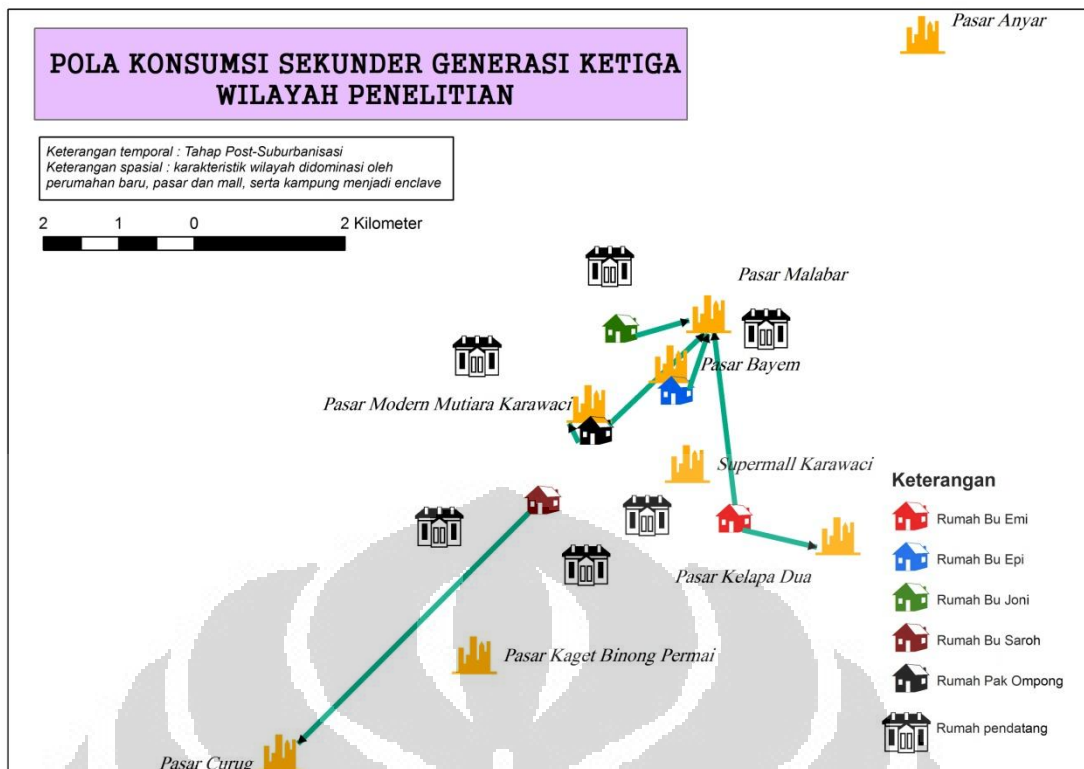 Pasar Anyar
POLA KONSUMSI SEKUNDER GENERASI KETIGA
WILAYAH PENELITIAN
Keterangan temporal : Tahap Post-Suburbanisasi
Keterangan spasial : karakteristik wilayah didominasi oleh
perumahan baru, pasar dan mall, serta kampung menjadi enclave
2 1 0 2 Kilometer
Pasar Malabar
Pasar Bayem
Pasar Modern Mutiara Karawaci
Supermall Karawaci
Pasar Kelapa Dua
Pasar Kaget Binong Permai
Pasar Curug
Keterangan
Rumah Bu Emi
Rumah Bu Epi
Rumah Bu Joni
Rumah Bu Saroh
Rumah Pak Ompong
Rumah pendatang